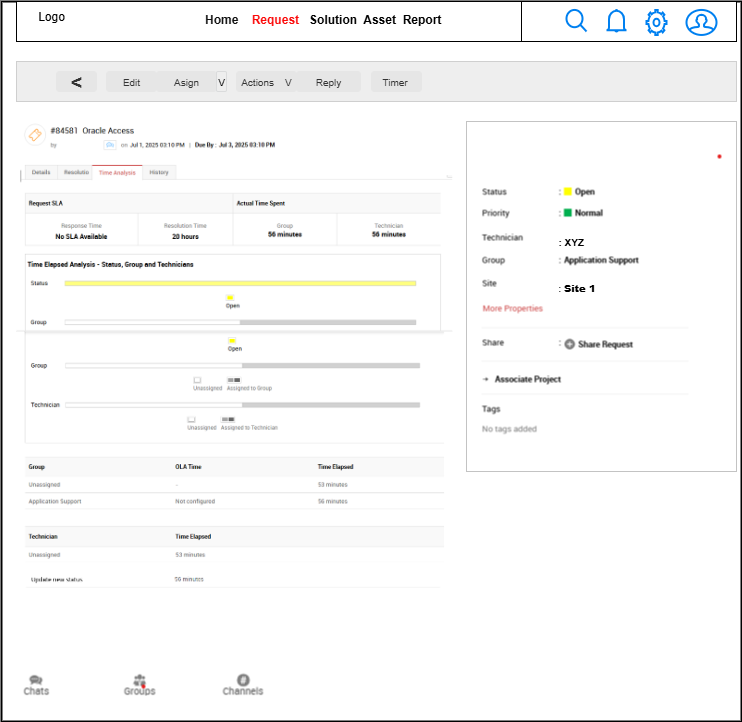 Logo
Home Request Solution Asset Report
< Edit Asign V Actions V Reply Timer
#84581 Oracle Access
by on Jul 1, 2025 03:10 PM | Due By : Jul 3, 2025 03:10 PM
Details Resolutio Time Analysis History
Request SLA Actual Time Spent
Response Time Resolution Time Group Technician
No SLA Available 20 hours 56 minutes 56 minutes
Time Elapsed Analysis - Status, Group and Technicians
Status
Open
Group
Open
Group
Unassigned Assigned to Group
Technician
Unassigned Assigned to Technician
Group OLA Time Time Elapsed
Unassigned - 53 minutes
Application Support Not configured 56 minutes
Technician Time Elapsed
Unassigned 53 minutes
Update new status 56 minutes
Status : Open
Priority : Normal
Technician : XYZ
Group : Application Support
Site : Site 1
More Properties
Share : Share Request
→ Associate Project
Tags
No tags added
Chats Groups Channels